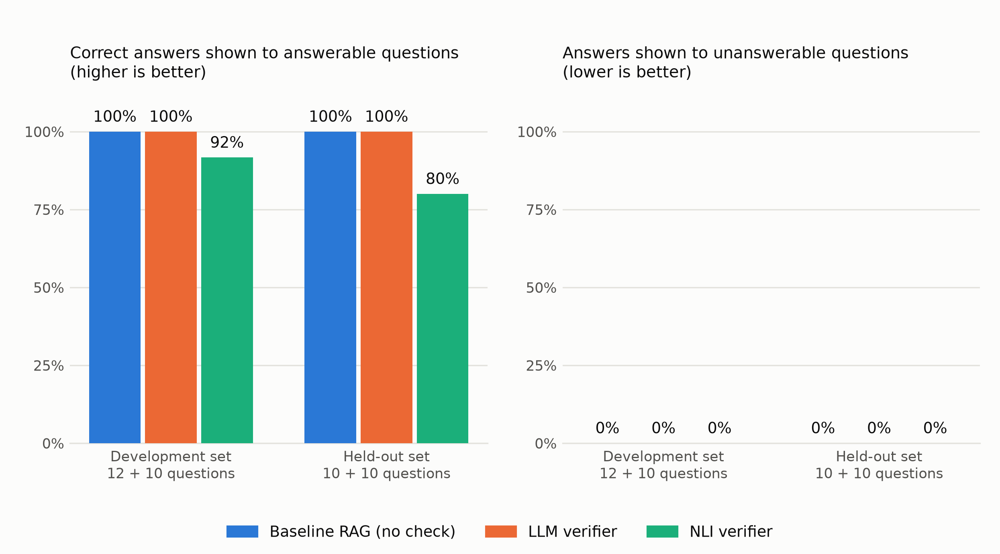 Correct answers shown to answerable questions
(higher is better)
100% 100% 92% 100% 100% 80%
100%
75%
50%
25%
0%
Development set
12 + 10 questions
Held-out set
10 + 10 questions
Answers shown to unanswerable questions
(lower is better)
100%
75%
50%
25%
0%
0% 0% 0% 0% 0% 0%
Development set
12 + 10 questions
Held-out set
10 + 10 questions
Baseline RAG (no check) LLM verifier NLI verifier